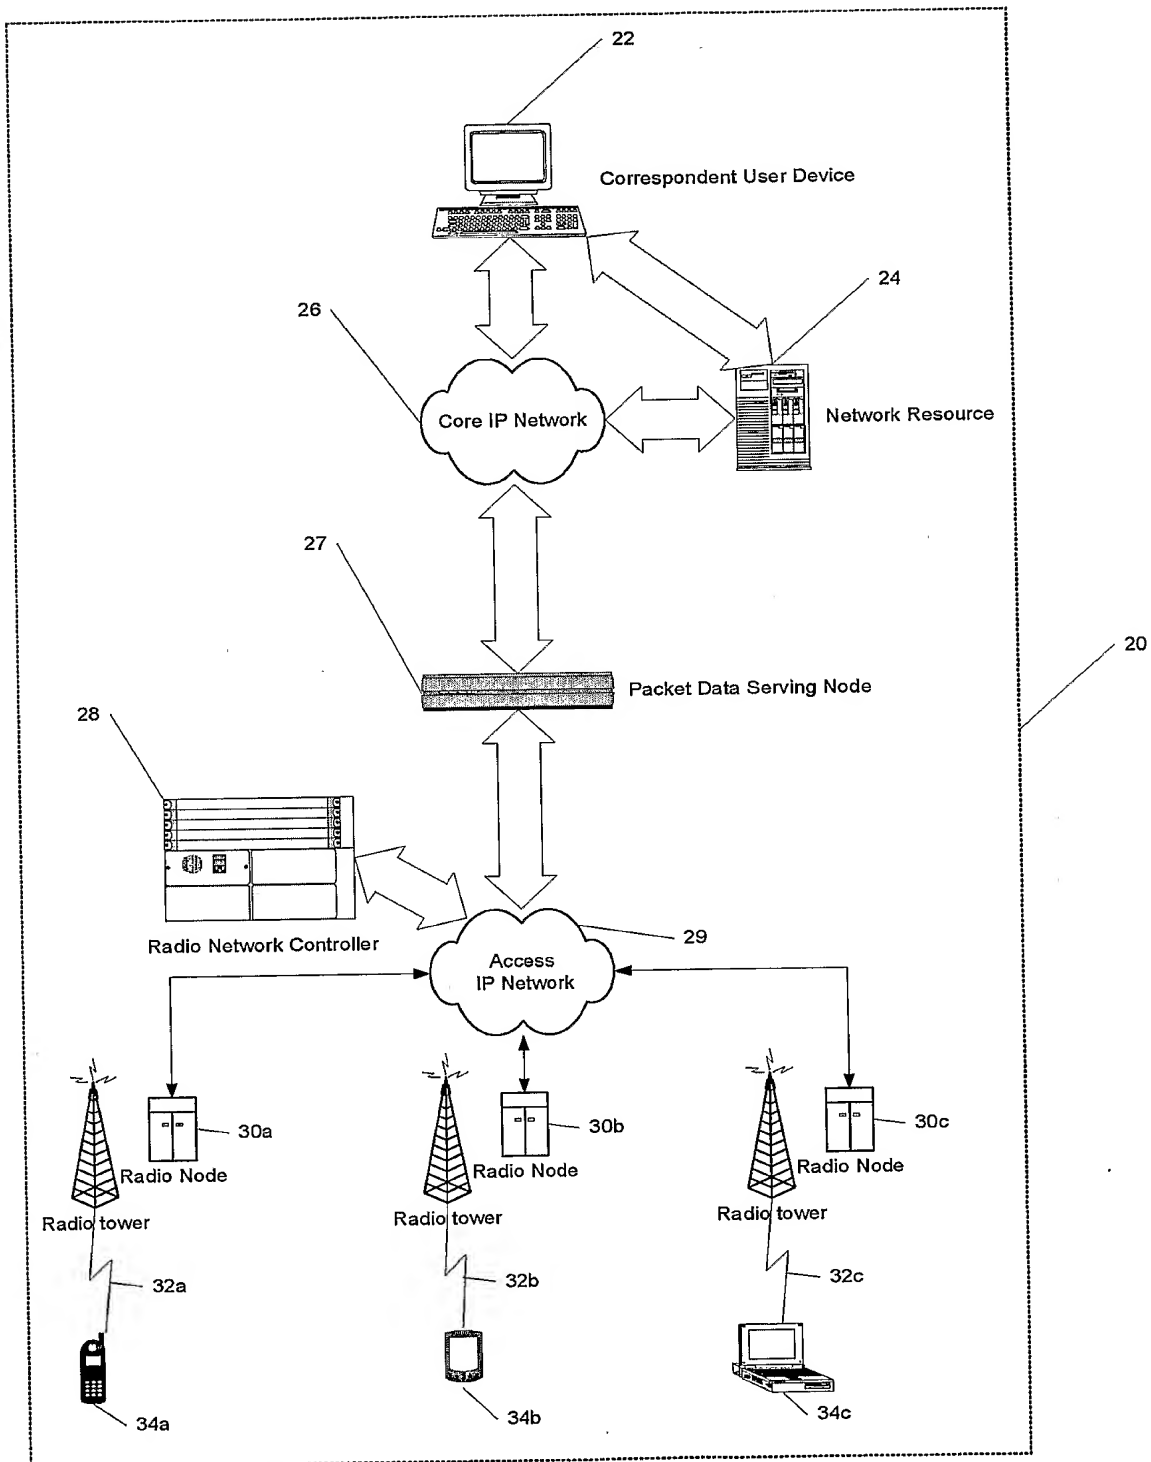 22
Correspondent User Device
24
26
Core IP Network
Network Resource
27
20
Packet Data Serving Node
28
29
Radio Network Controller
Access
IP Network
30a
30b
30c
Radio Node
Radio Node
Radio Node
Radio tower
Radio tower
Radio tower
32a
32b
32c
34a
34b
34c